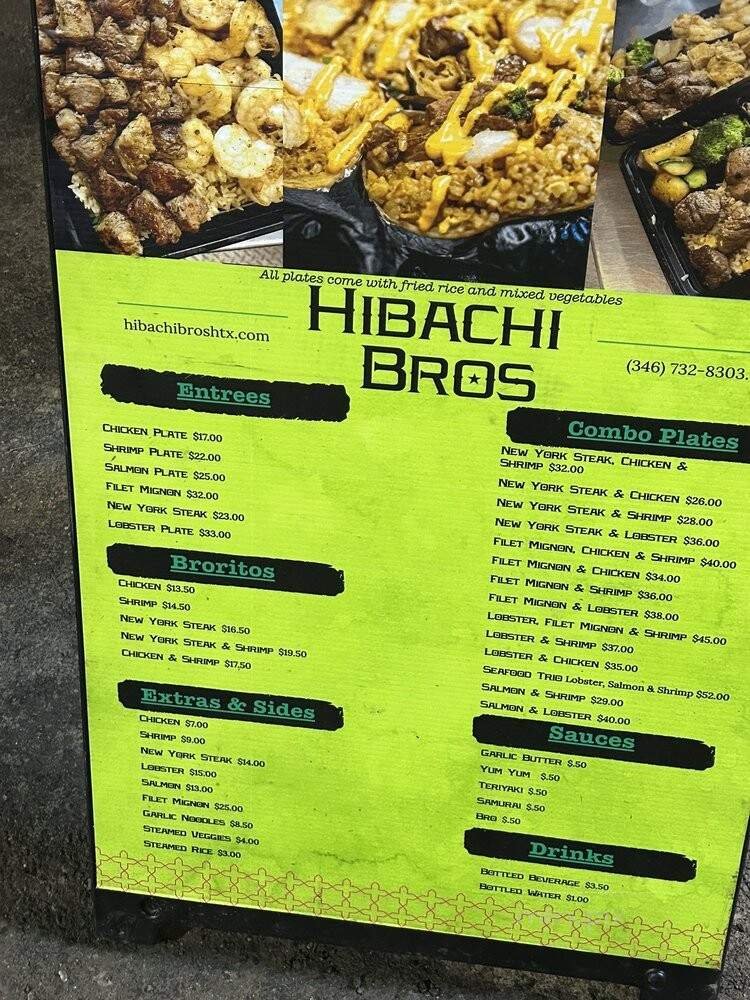 All plates come with fried rice and mixed vegetables
HIBACHI
BROS
hibachibroshtx.com
(346) 732-8303.
Entrees
CHICKEN PLATE $17.00
SHRIMP PLATE $22.00
SALMON PLATE $25.00
FILET MIGNON $32.00
NEW YORK STEAK $23.00
LOBSTER PLATE $33.00
Broritos
CHICKEN $13.50
SHRIMP $14.50
NEW YORK STEAK $16.50
NEW YORK STEAK & SHRIMP $19.50
CHICKEN & SHRIMP $17,50
Extras & Sides
CHICKEN $7.00
SHRIMP $9.00
NEW YORK STEAK $14.00
LOBSTER $15.00
SALMON $13.00
FILET MIGNON $25.00
GARLIC NOODLES $8.50
STEAMED VEGGIES $4.00
STEAMED RICE $3.00
Combo Plates
NEW YORK STEAK, CHICKEN &
SHRIMP $32.00
NEW YORK STEAK & CHICKEN $26.00
NEW YORK STEAK & SHRIMP $28.00
NEW YORK STEAK & LOBSTER $36.00
FILET MIGNON, CHICKEN & SHRIMP $40.00
FILET MIGNON & CHICKEN $34.00
FILET MIGNON & SHRIMP $36.00
FILET MIGNON & LOBSTER $38.00
LOBSTER, FILET MIGNON & SHRIMP $45.00
LOBSTER & SHRIMP $37.00
LOBSTER & CHICKEN $35.00
SEAFOOD TRIO Lobster, Salmon & Shrimp $52.00
SALMON & SHRIMP $29.00
SALMON & LOBSTER $40.00
Sauces
GARLIC BUTTER $.50
YUM YUM $.50
TERIYAKI $.50
SAMURAI $.50
BRO $.50
Drinks
BOTTLED BEVERAGE $3.50
BOTTLED WATER $1.00